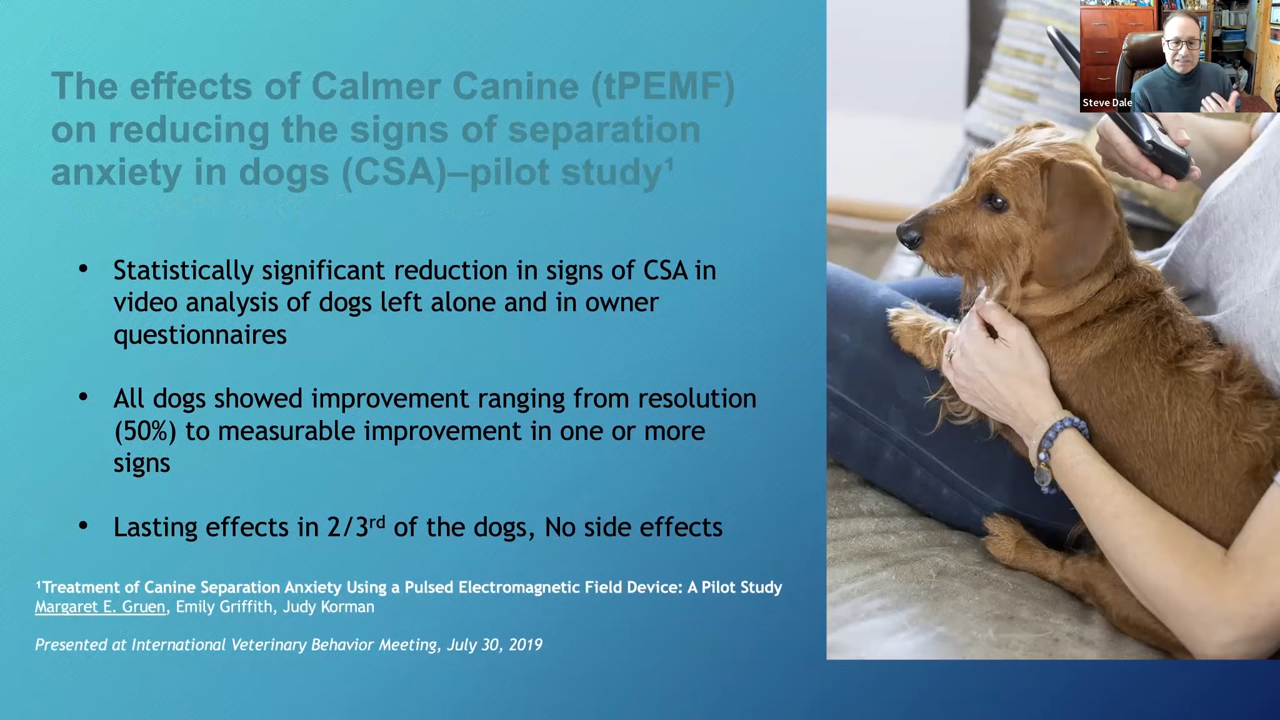 The effects of Calmer Canine (tPEMF)
on reducing the signs of separation
anxiety in dogs (CSA)–pilot study¹
• Statistically significant reduction in signs of CSA in
video analysis of dogs left alone and in owner
questionnaires
• All dogs showed improvement ranging from resolution
(50%) to measurable improvement in one or more
signs
• Lasting effects in 2/3ʳᵈ of the dogs, No side effects
¹Treatment of Canine Separation Anxiety Using a Pulsed Electromagnetic Field Device: A Pilot Study
Margaret E. Gruen, Emily Griffith, Judy Korman
Presented at International Veterinary Behavior Meeting, July 30, 2019
Steve Dale